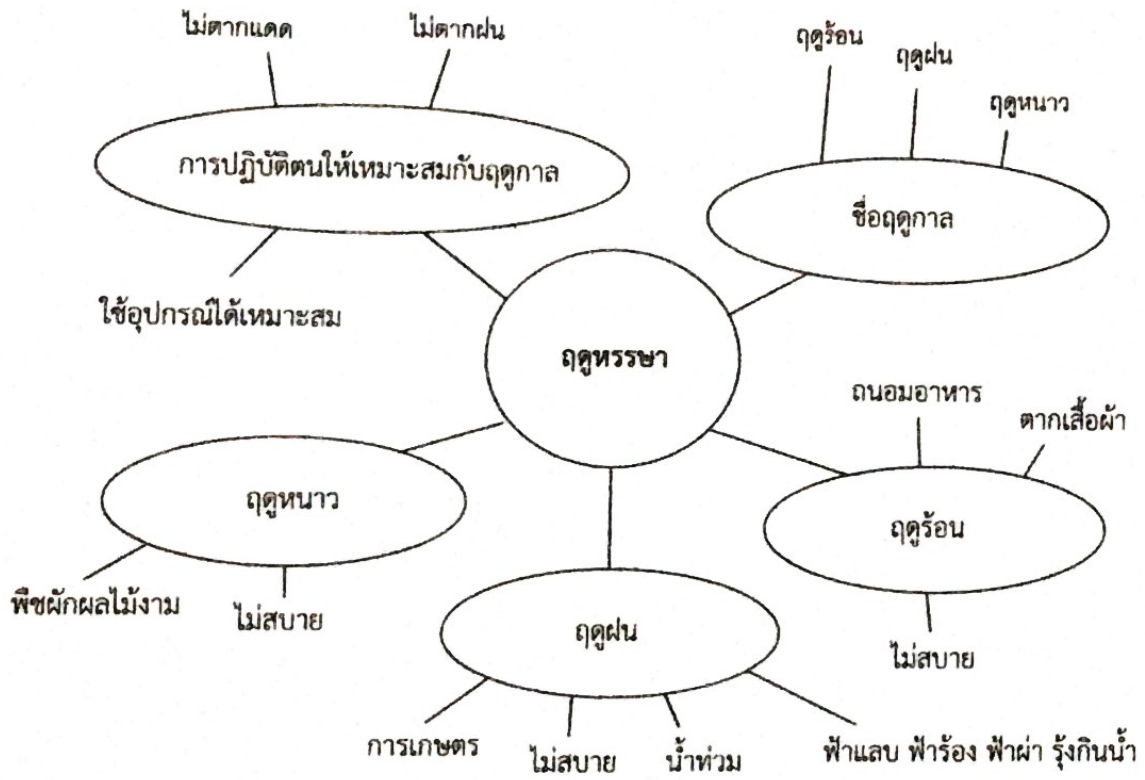 ไม่ตากแดด
ไม่ตากฝน
การปฏิบัติตนให้เหมาะสมกับฤดูกาล
ใช้อุปกรณ์ได้เหมาะสม
ฤดูร้อน
ฤดูฝน
ฤดูหนาว
ชื่อฤดูกาล
ฤดูหรรษา
ถนอมอาหาร
ตากเสื้อผ้า
ฤดูร้อน
ไม่สบาย
ฤดูหนาว
พืชผักผลไม้งาม
ไม่สบาย
ฤดูฝน
การเกษตร
ไม่สบาย
น้ำท่วม
ฟ้าแลบ ฟ้าร้อง ฟ้าผ่า รุ้งกินน้ำ